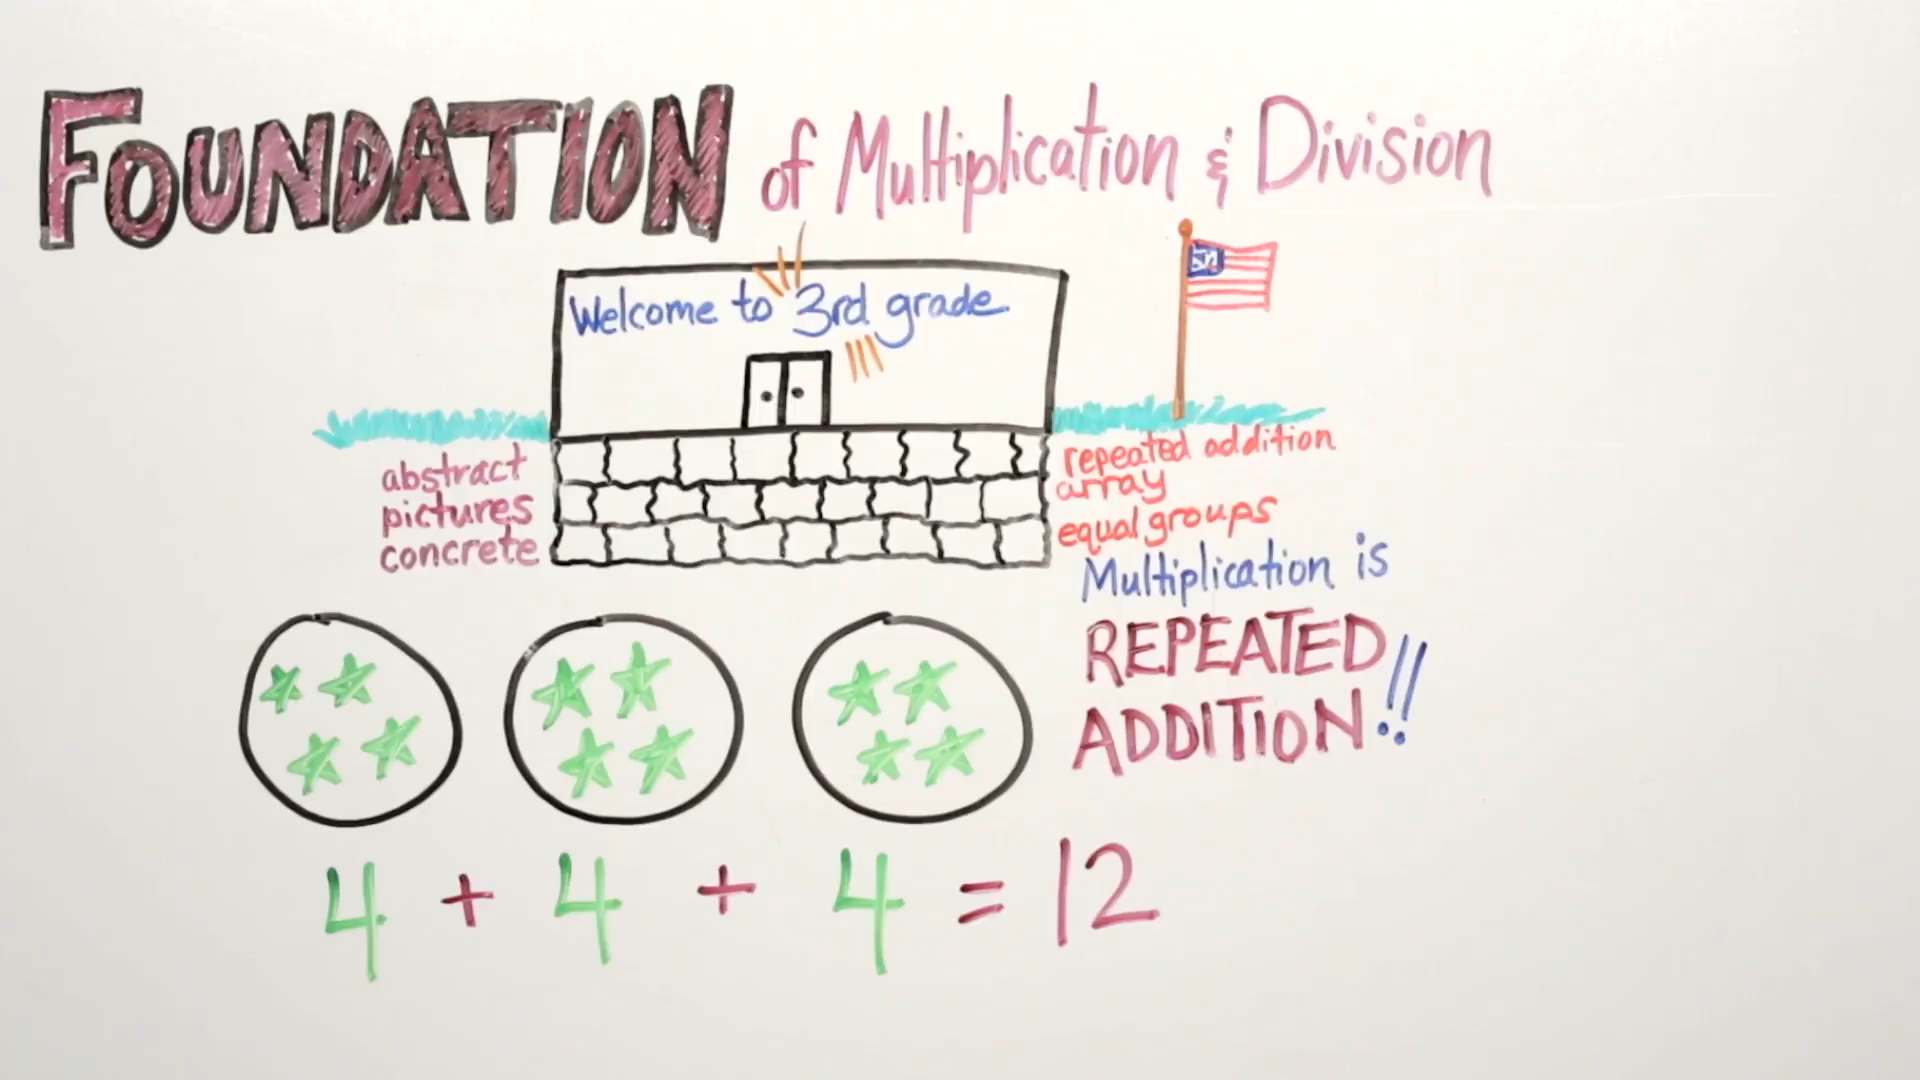 FOUNDATION of Multiplication & Division
Welcome to 3rd grade
abstract
pictures
concrete
repeated addition
array
equal groups
Multiplication is
REPEATED
ADDITION!!
4 + 4 + 4 = 12